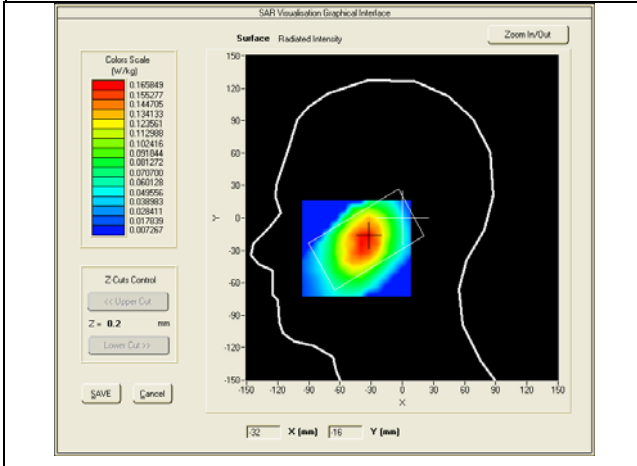 SAR Visualisation Graphical Interface
Surface Radiated Intensity
Zoom In/Out
Colors Scale
(W/kg)
0.165849
0.155277
0.144705
0.134133
0.123561
0.112988
0.102416
0.091844
0.081272
0.070700
0.060128
0.049556
0.038983
0.028411
0.017839
0.007267
Z-Cuts Control
<< Upper Cut
Z = 0.2 mm
Lower Cut >>
SAVE Cancel
150-
120-
90-
60-
30-
0-
-30-
-60-
-90-
-120-
-150-
Y
-150 -120 -90 -60 -30 0 30 60 90 120 150
X
-32 X (mm) -16 Y (mm)